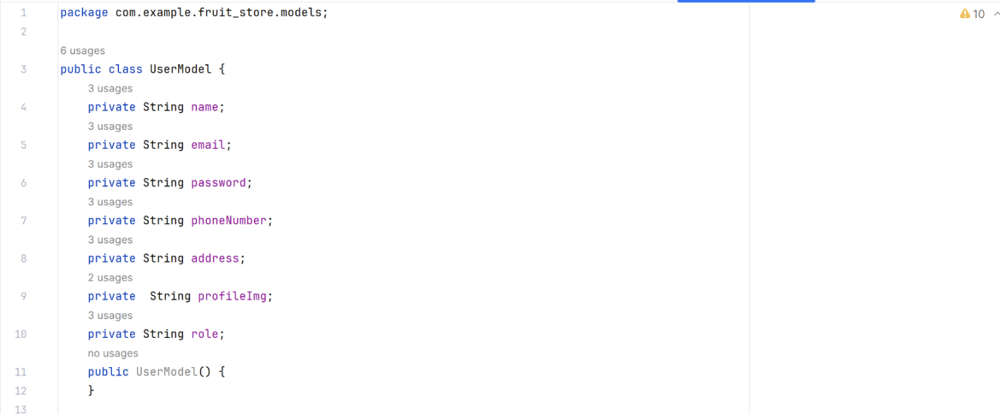 1 package com.example.fruit_store.models;
10
2
6 usages
3 public class UserModel {
3 usages
4 private String name;
3 usages
5 private String email;
3 usages
6 private String password;
3 usages
7 private String phoneNumber;
3 usages
8 private String address;
2 usages
9 private  String profileImg;
3 usages
10 private String role;
no usages
11 public UserModel() {
12 }
13